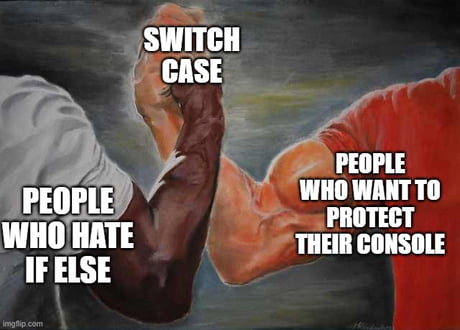 SWITCH
CASE
PEOPLE
WHO WANT TO
PROTECT
THEIR CONSOLE
PEOPLE
WHO HATE
IF ELSE
imgflip.com